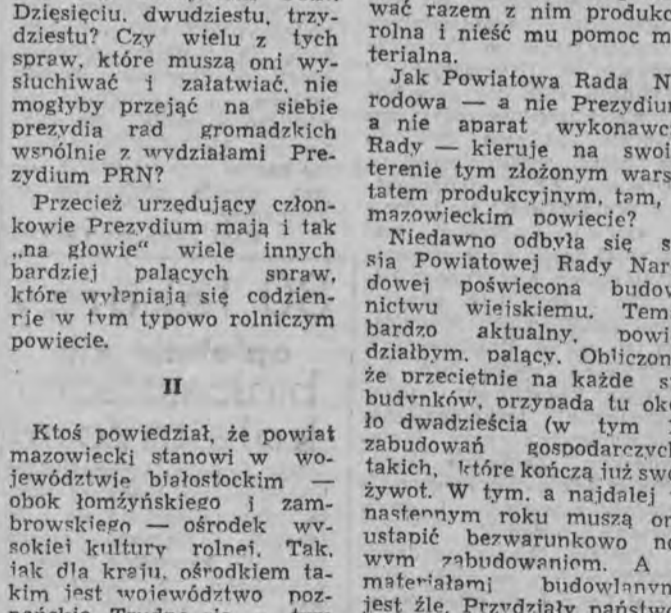 Dzięsięciu, dwudziestu, trzy-
dziestu? Czy wielu z tych
spraw, które muszą oni wy-
słuchiwać i załatwiać, nie
mogłyby przejąć na siebie
prezydia rad gromadzkich
wspólnie z wydziałami Pre-
zydium PRN?
Przecież urzędujący człon-
kowie Prezydium mają i tak
„na głowie“ wiele innych
bardziej palących spraw,
które wyłaniają się codzien-
nie w tym typowo rolniczym
powiecie.
II
Ktoś powiedział, że powiat
mazowiecki stanowi w wo-
jewództwie białostockim —
obok łomżyńskiego i zam-
browskiego — ośrodek wy-
sokiej kultury rolnej. Tak,
jak dla kraju, ośrodkiem ta-
kim jest województwo poz-
wać razem z nim produkc
rolna i nieść mu pomoc m
terialna.
Jak Powiatowa Rada N
rodowa — a nie Prezydiu
a nie aparat wykonawc
Rady — kieruje na swoi
terenie tym złożonym wars
tatem produkcyjnym, tam,
mazowieckim powiecie?
Niedawno odbyła się s
sja Powiatowej Rady Nar
dowej poświęcona budow
nictwu wiejskiemu. Tem
bardzo aktualny, powi
działbym, palący. Obliczon
że przeciętnie na każde s
budynków, przypada tu oko
ło dwadzieścia (w tym
zabudowań gospodarczych
takich, które kończą już swó
żywot. W tym, a najdalej
następnym roku muszą on
ustąpić bezwarunkowo no
wym zabudowaniom. A
materiałami budowlanym
jest źle. Przydziały państw